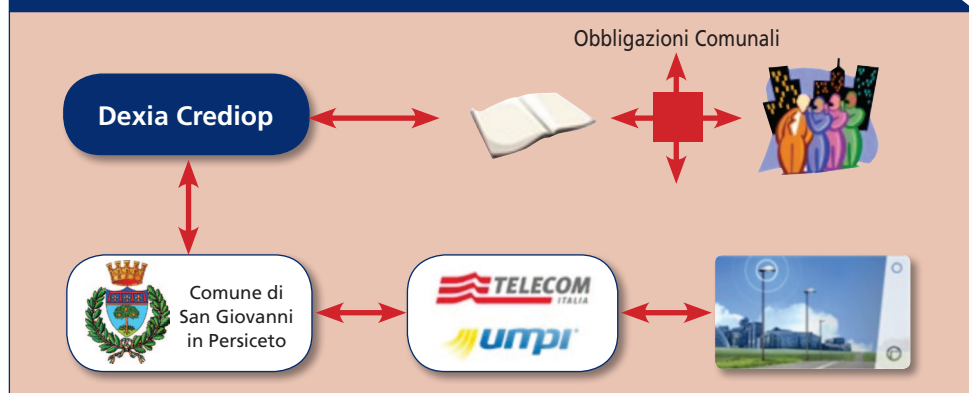 Obbligazioni Comunali
Dexia Crediop
Comune di
San Giovanni
in Persiceto
TELECOM
ITALIA
umpi